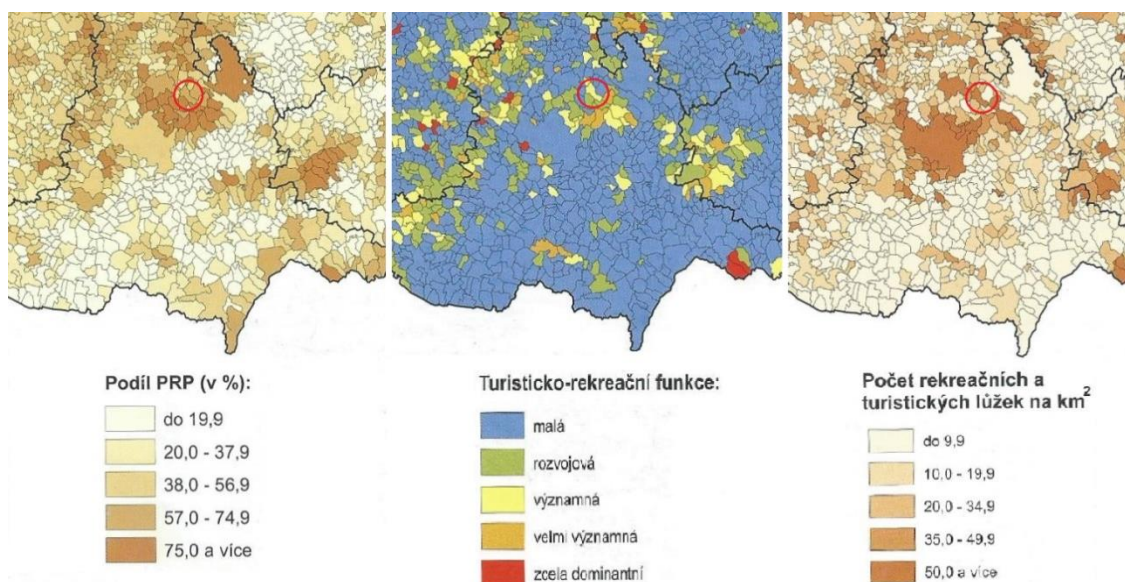 Podíl PRP (v %):
do 19,9
20,0 - 37,9
38,0 - 56,9
57,0 - 74,9
75,0 a více
Turisticko-rekreační funkce:
malá
rozvojová
významná
velmi významná
zcela dominantní
Počet rekreačních a
turistických lůžek na km²
do 9,9
10,0 - 19,9
20,0 - 34,9
35,0 - 49,9
50,0 a více